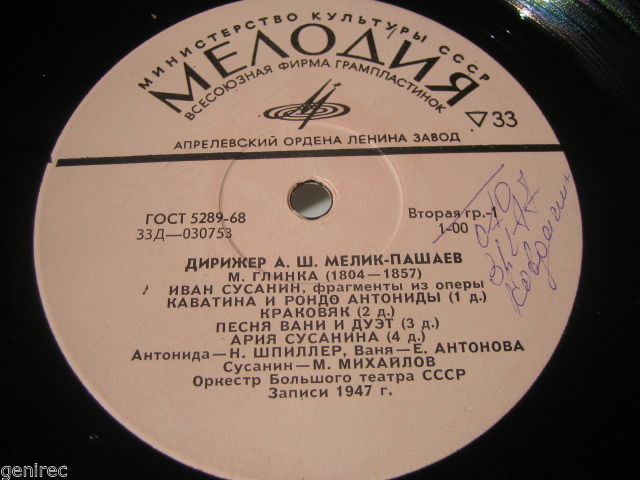 МИНИСТЕРСТВО КУЛЬТУРЫ СССР
МЕЛОДИЯ
ВСЕСОЮЗНАЯ ФИРМА ГРАМПЛАСТИНОК
33
АПРЕЛЕВСКИЙ ОРДЕНА ЛЕНИНА ЗАВОД
ГОСТ 5289-68
Вторая гр.-1
33Д—030753
1-00
ДИРИЖЕР А. Ш. МЕЛИК-ПАШАЕВ
М. ГЛИНКА (1804—1857)
ИВАН СУСАНИН, фрагменты из оперы
КАВАТИНА И РОНДО АНТОНИДЫ (1 д.)
КРАКОВЯК (2 д.)
ПЕСНЯ ВАНИ И ДУЭТ (3 д.)
АРИЯ СУСАНИНА (4 д.)
Антонида—Н. ШПИЛЛЕР, Ваня—Е. АНТОНОВА
Сусанин—М. МИХАЙЛОВ
Оркестр Большого театра СССР
Записи 1947 г.
genirec